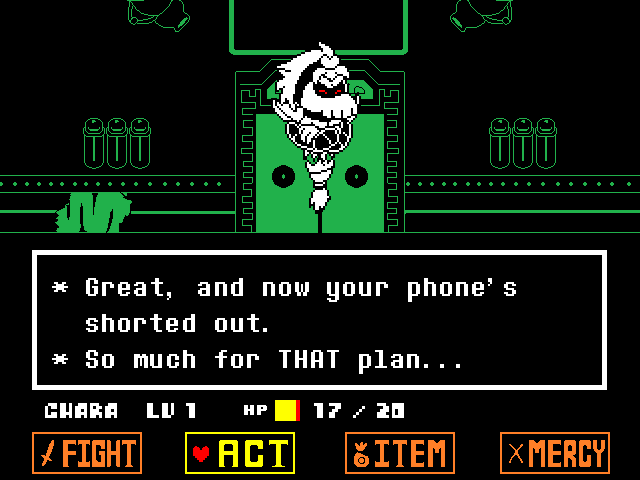 * Great, and now your phone's
shorted out.
* So much for THAT plan...
CHARA LV 1 HP 17 / 20
FIGHT ACT ITEM MERCY